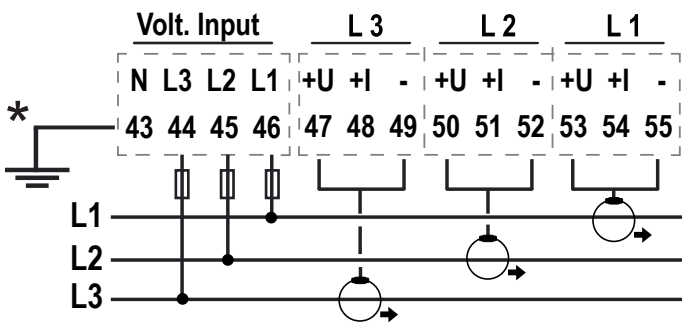 Volt. Input L 3 L 2 L 1
N L3 L2 L1 +U +I - +U +I - +U +I -
* 43 44 45 46 47 48 49 50 51 52 53 54 55
L1
L2
L3